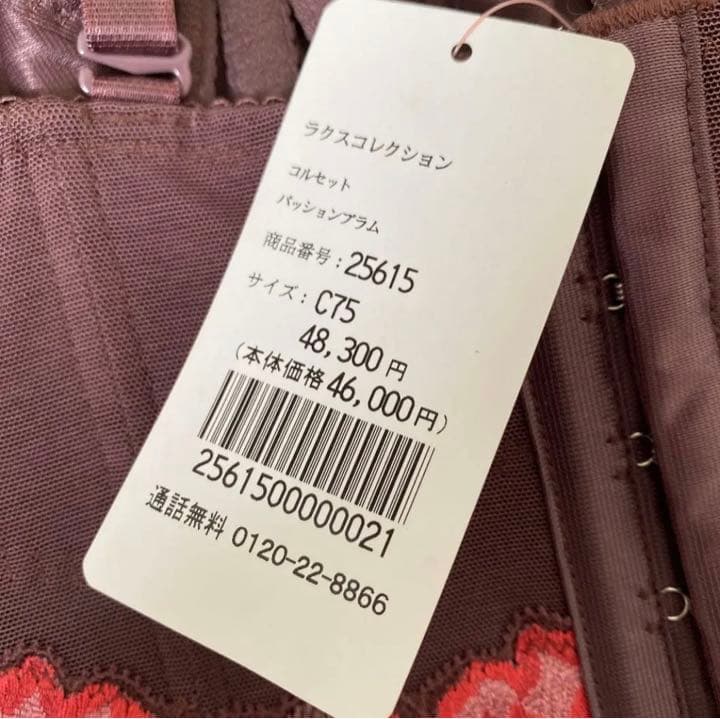 ラクスコレクション
コルセット
パッションプラム
商品番号:25615
サイズ:C75
48,300円
(本体価格46,000円)
2561500000021
通話無料 0120-22-8866